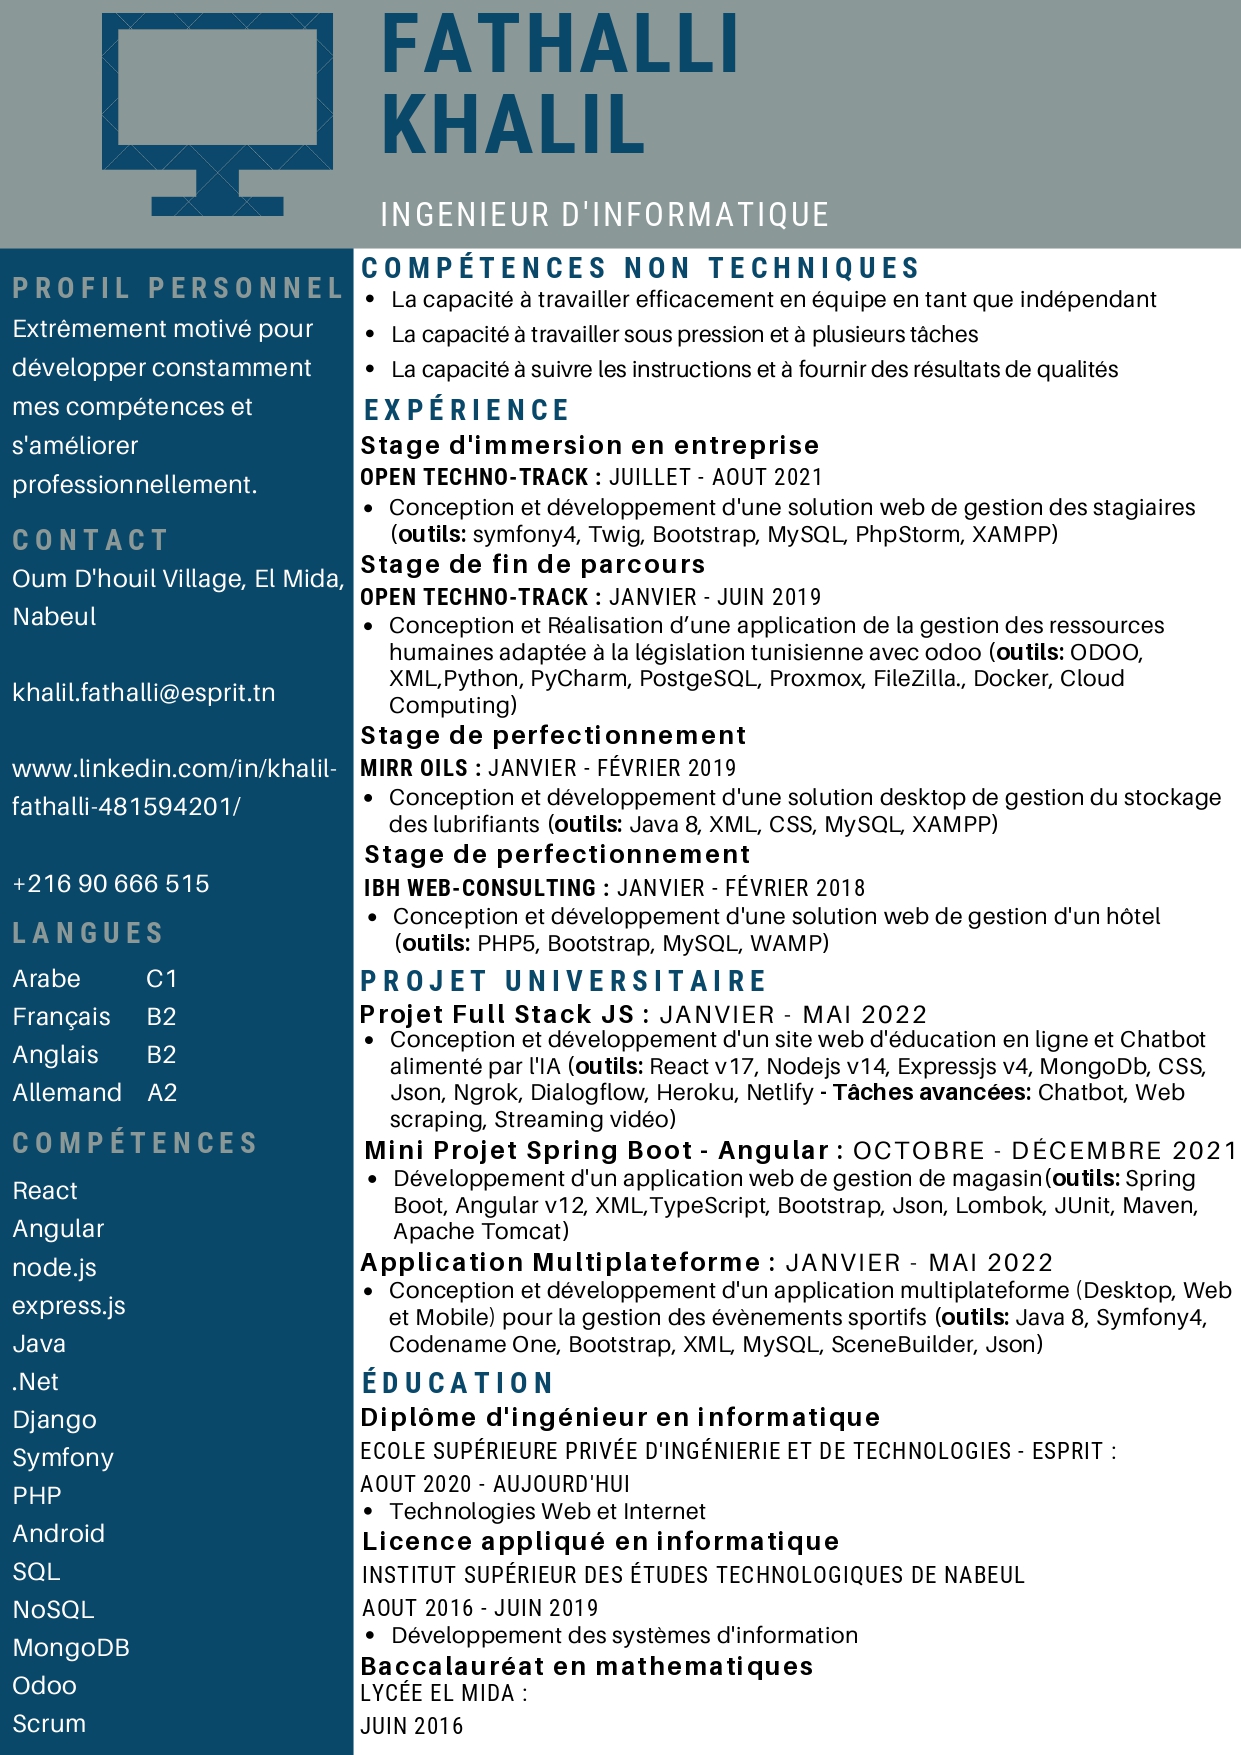 FATHALLI
KHALIL
INGENIEUR D'INFORMATIQUE
PROFIL PERSONNEL
Extrêmement motivé pour
développer constamment
mes compétences et
s'améliorer
professionnellement.
CONTACT
Oum D'houil Village, El Mida,
Nabeul
khalil.fathalli@esprit.tn
www.linkedin.com/in/khalil-
fathalli-481594201/
+216 90 666 515
LANGUES
Arabe C1
Français B2
Anglais B2
Allemand A2
COMPÉTENCES
React
Angular
node.js
express.js
Java
.Net
Django
Symfony
PHP
Android
SQL
NoSQL
MongoDB
Odoo
Scrum
COMPÉTENCES NON TECHNIQUES
• La capacité à travailler efficacement en équipe en tant que indépendant
• La capacité à travailler sous pression et à plusieurs tâches
• La capacité à suivre les instructions et à fournir des résultats de qualités
EXPÉRIENCE
Stage d'immersion en entreprise
OPEN TECHNO-TRACK : JUILLET - AOUT 2021
• Conception et développement d'une solution web de gestion des stagiaires
(outils: symfony4, Twig, Bootstrap, MySQL, PhpStorm, XAMPP)
Stage de fin de parcours
OPEN TECHNO-TRACK : JANVIER - JUIN 2019
• Conception et Réalisation d’une application de la gestion des ressources
humaines adaptée à la législation tunisienne avec odoo (outils: ODOO,
XML,Python, PyCharm, PostgeSQL, Proxmox, FileZilla., Docker, Cloud
Computing)
Stage de perfectionnement
MIRR OILS : JANVIER - FÉVRIER 2019
• Conception et développement d'une solution desktop de gestion du stockage
des lubrifiants (outils: Java 8, XML, CSS, MySQL, XAMPP)
Stage de perfectionnement
IBH WEB-CONSULTING : JANVIER - FÉVRIER 2018
• Conception et développement d'une solution web de gestion d'un hôtel
(outils: PHP5, Bootstrap, MySQL, WAMP)
PROJET UNIVERSITAIRE
Projet Full Stack JS : JANVIER - MAI 2022
• Conception et développement d'un site web d'éducation en ligne et Chatbot
alimenté par l'IA (outils: React v17, Nodejs v14, Expressjs v4, MongoDb, CSS,
Json, Ngrok, Dialogflow, Heroku, Netlify - Tâches avancées: Chatbot, Web
scraping, Streaming vidéo)
Mini Projet Spring Boot - Angular : OCTOBRE - DÉCEMBRE 2021
• Développement d'un application web de gestion de magasin(outils: Spring
Boot, Angular v12, XML,TypeScript, Bootstrap, Json, Lombok, JUnit, Maven,
Apache Tomcat)
Application Multiplateforme : JANVIER - MAI 2022
• Conception et développement d'un application multiplateforme (Desktop, Web
et Mobile) pour la gestion des évènements sportifs (outils: Java 8, Symfony4,
Codename One, Bootstrap, XML, MySQL, SceneBuilder, Json)
ÉDUCATION
Diplôme d'ingénieur en informatique
ECOLE SUPÉRIEURE PRIVÉE D'INGÉNIERIE ET DE TECHNOLOGIES - ESPRIT :
AOUT 2020 - AUJOURD'HUI
• Technologies Web et Internet
Licence appliqué en informatique
INSTITUT SUPÉRIEUR DES ÉTUDES TECHNOLOGIQUES DE NABEUL
AOUT 2016 - JUIN 2019
• Développement des systèmes d'information
Baccalauréat en mathematiques
LYCÉE EL MIDA :
JUIN 2016